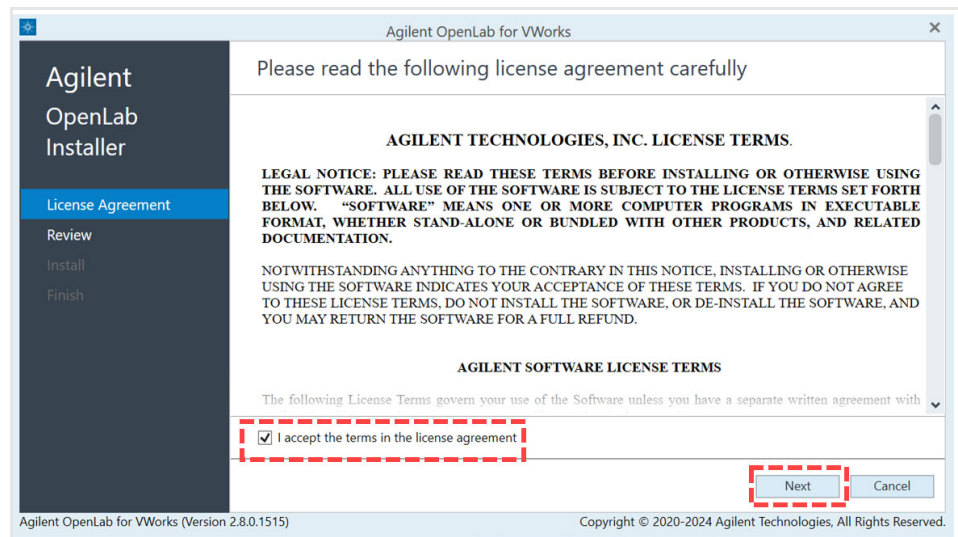 Agilent OpenLab for VWorks
Agilent
OpenLab
Installer
License Agreement
Review
Install
Finish
Please read the following license agreement carefully
AGILENT TECHNOLOGIES, INC. LICENSE TERMS.
LEGAL NOTICE: PLEASE READ THESE TERMS BEFORE INSTALLING OR OTHERWISE USING
THE SOFTWARE. ALL USE OF THE SOFTWARE IS SUBJECT TO THE LICENSE TERMS SET FORTH
BELOW. “SOFTWARE” MEANS ONE OR MORE COMPUTER PROGRAMS IN EXECUTABLE
FORMAT, WHETHER STAND-ALONE OR BUNDLED WITH OTHER PRODUCTS, AND RELATED
DOCUMENTATION.
NOTWITHSTANDING ANYTHING TO THE CONTRARY IN THIS NOTICE, INSTALLING OR OTHERWISE
USING THE SOFTWARE INDICATES YOUR ACCEPTANCE OF THESE TERMS. IF YOU DO NOT AGREE
TO THESE LICENSE TERMS, DO NOT INSTALL THE SOFTWARE, OR DE-INSTALL THE SOFTWARE, AND
YOU MAY RETURN THE SOFTWARE FOR A FULL REFUND.
AGILENT SOFTWARE LICENSE TERMS
The following License Terms govern your use of the Software unless you have a separate written agreement with
I accept the terms in the license agreement
Next
Cancel
Agilent OpenLab for VWorks (Version 2.8.0.1515)
Copyright © 2020-2024 Agilent Technologies, All Rights Reserved.